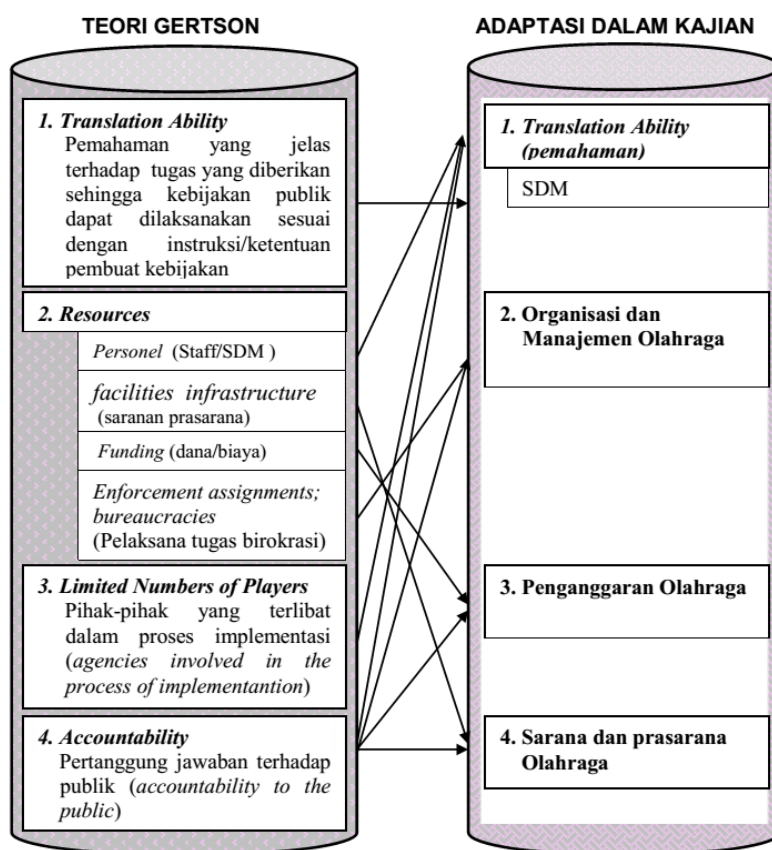 TEORI GERTSON
1. Translation Ability
Pemahaman yang jelas
terhadap tugas yang diberikan
sehingga kebijakan publik
dapat dilaksanakan sesuai
dengan instruksi/ketentuan
pembuat kebijakan
2. Resources
Personel (Staff/SDM )
facilities infrastructure
(saranan prasarana)
Funding (dana/biaya)
Enforcement assignments;
bureaucracies
(Pelaksana tugas birokrasi)
3. Limited Numbers of Players
Pihak-pihak yang terlibat
dalam proses implementasi
(agencies involved in the
process of implementantion)
4. Accountability
Pertanggung jawaban terhadap
publik (accountability to the
public)
ADAPTASI DALAM KAJIAN
1. Translation Ability
(pemahaman)
SDM
2. Organisasi dan
Manajemen Olahraga
3. Penganggaran Olahraga
4. Sarana dan prasarana
Olahraga